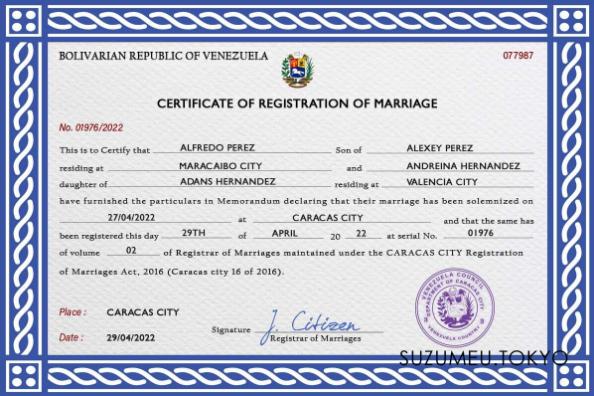 BOLIVARIAN REPUBLIC OF VENEZUELA 077987
CERTIFICATE OF REGISTRATION OF MARRIAGE
No. 01976/2022
This is to Certify that ALFREDO PEREZ Son of ALEXEY PEREZ
residing at MARACAIBO CITY and ANDREINA HERNANDEZ
daughter of ADANS HERNANDEZ residing at VALENCIA CITY
have furnished the particulars in Memorandum declaring that their marriage has been solemnized on
27/04/2022 at CARACAS CITY and that the same has
been registered this day 29TH of APRIL 20 22 at serial No. 01976
of volume 02 of Registrar of Marriages maintained under the CARACAS CITY Registration
of Marriages Act, 2016 (Caracas city 16 of 2016).
Place : CARACAS CITY
Date : 29/04/2022
Signature J. Citizen
Registrar of Marriages
VENEZUELA COUNCIL
DEPARTMENT OF CARACAS CITY
VENEZUELA COUNTRY
SUZUMEU.TOKYO